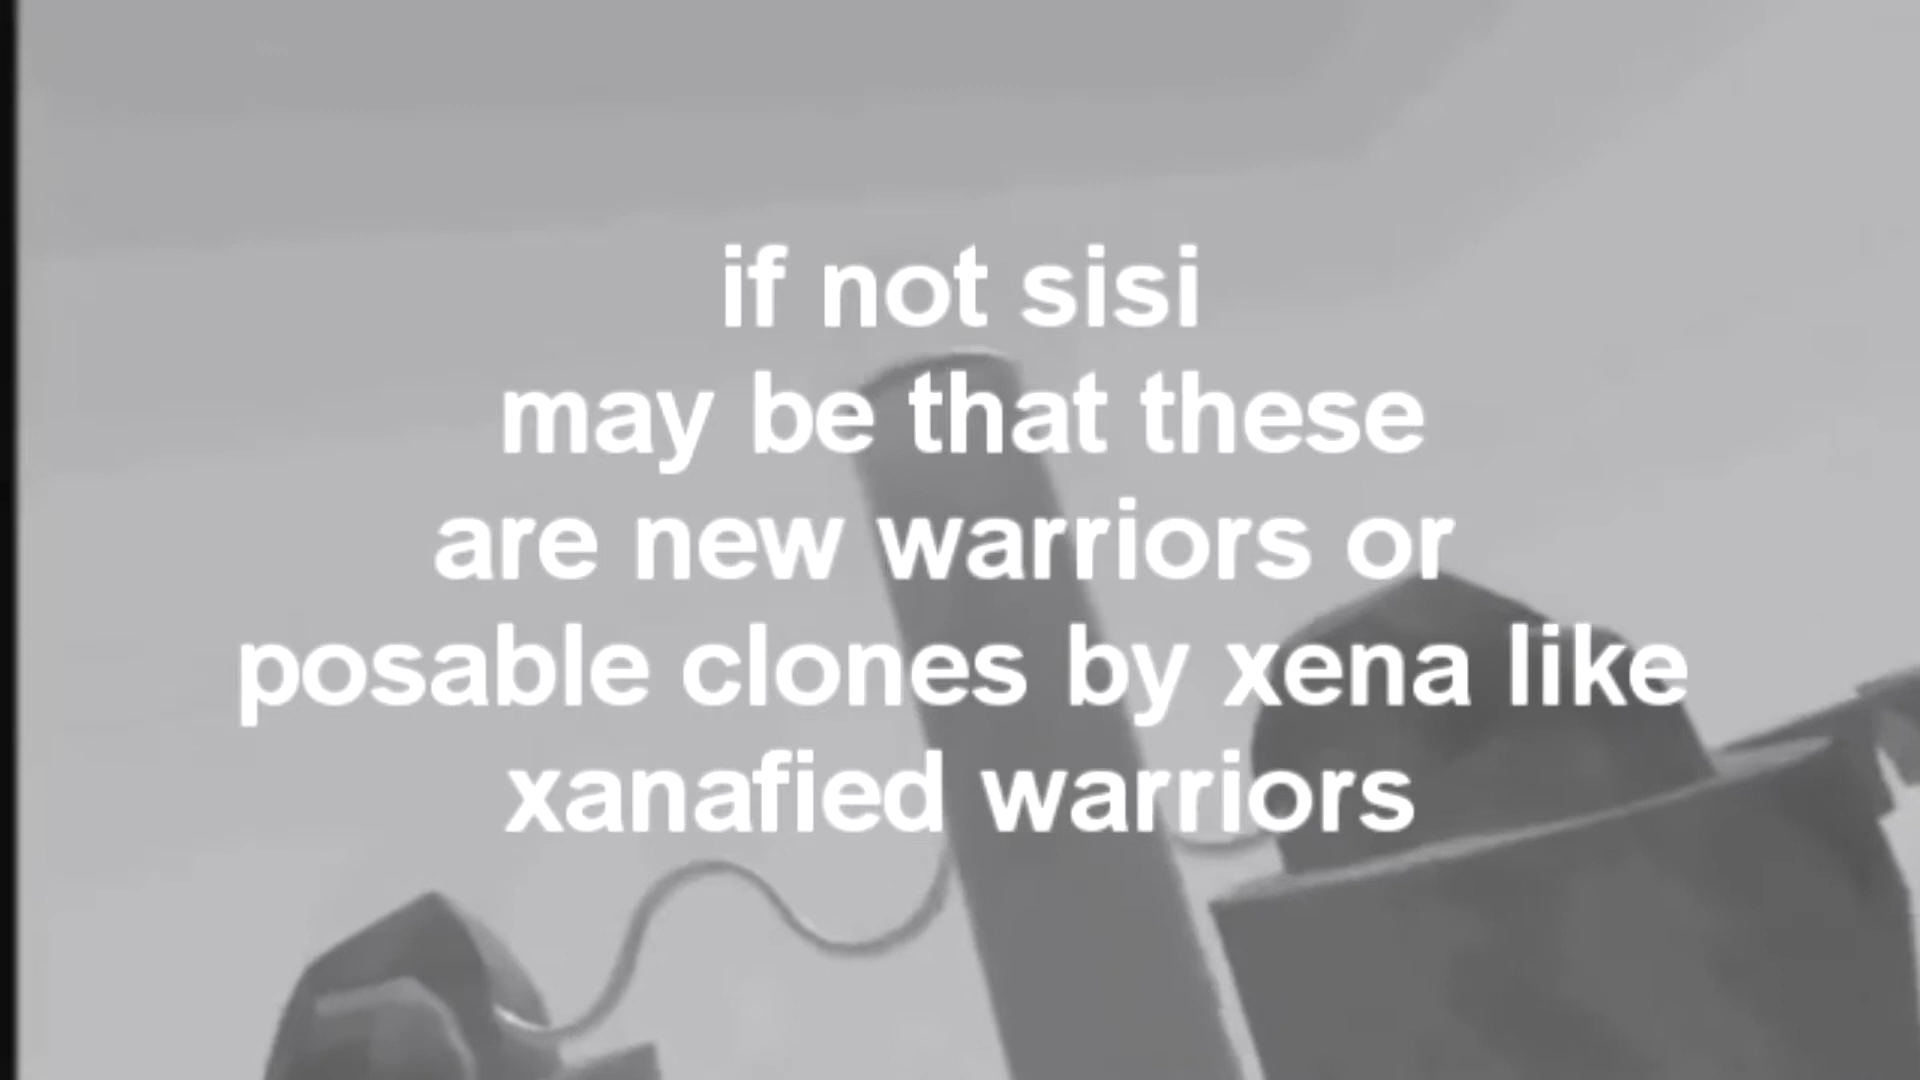 if not sisi
may be that these
are new warriors or
posable clones by xena like
xanafied warriors